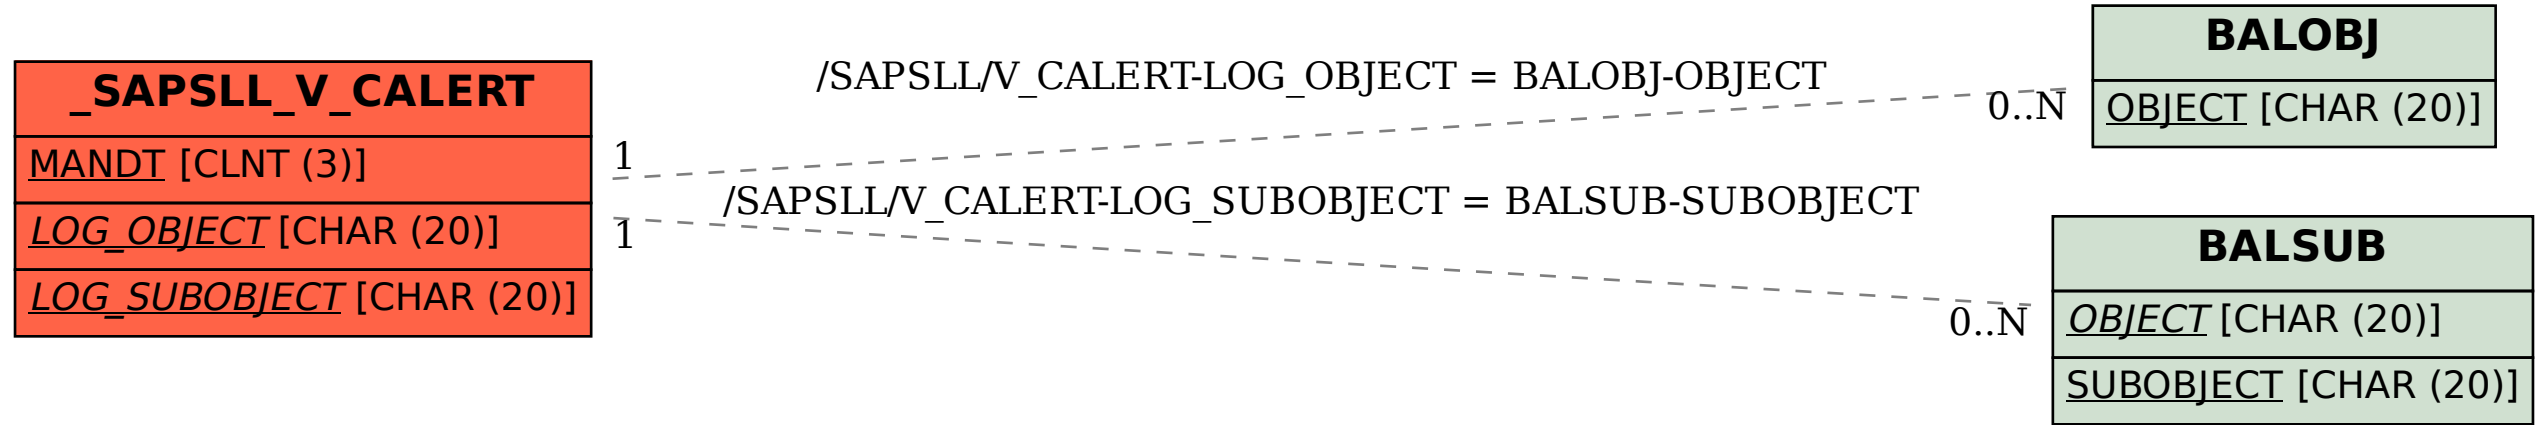 _SAPSLL_V_CALERT
MANDT [CLNT (3)]
LOG_OBJECT [CHAR (20)]
LOG_SUBOBJECT [CHAR (20)]
/SAPSLL/V_CALERT-LOG_OBJECT = BALOBJ-OBJECT
1
0..N
/SAPSLL/V_CALERT-LOG_SUBOBJECT = BALSUB-SUBOBJECT
1
0..N
BALOBJ
OBJECT [CHAR (20)]
BALSUB
OBJECT [CHAR (20)]
SUBOBJECT [CHAR (20)]